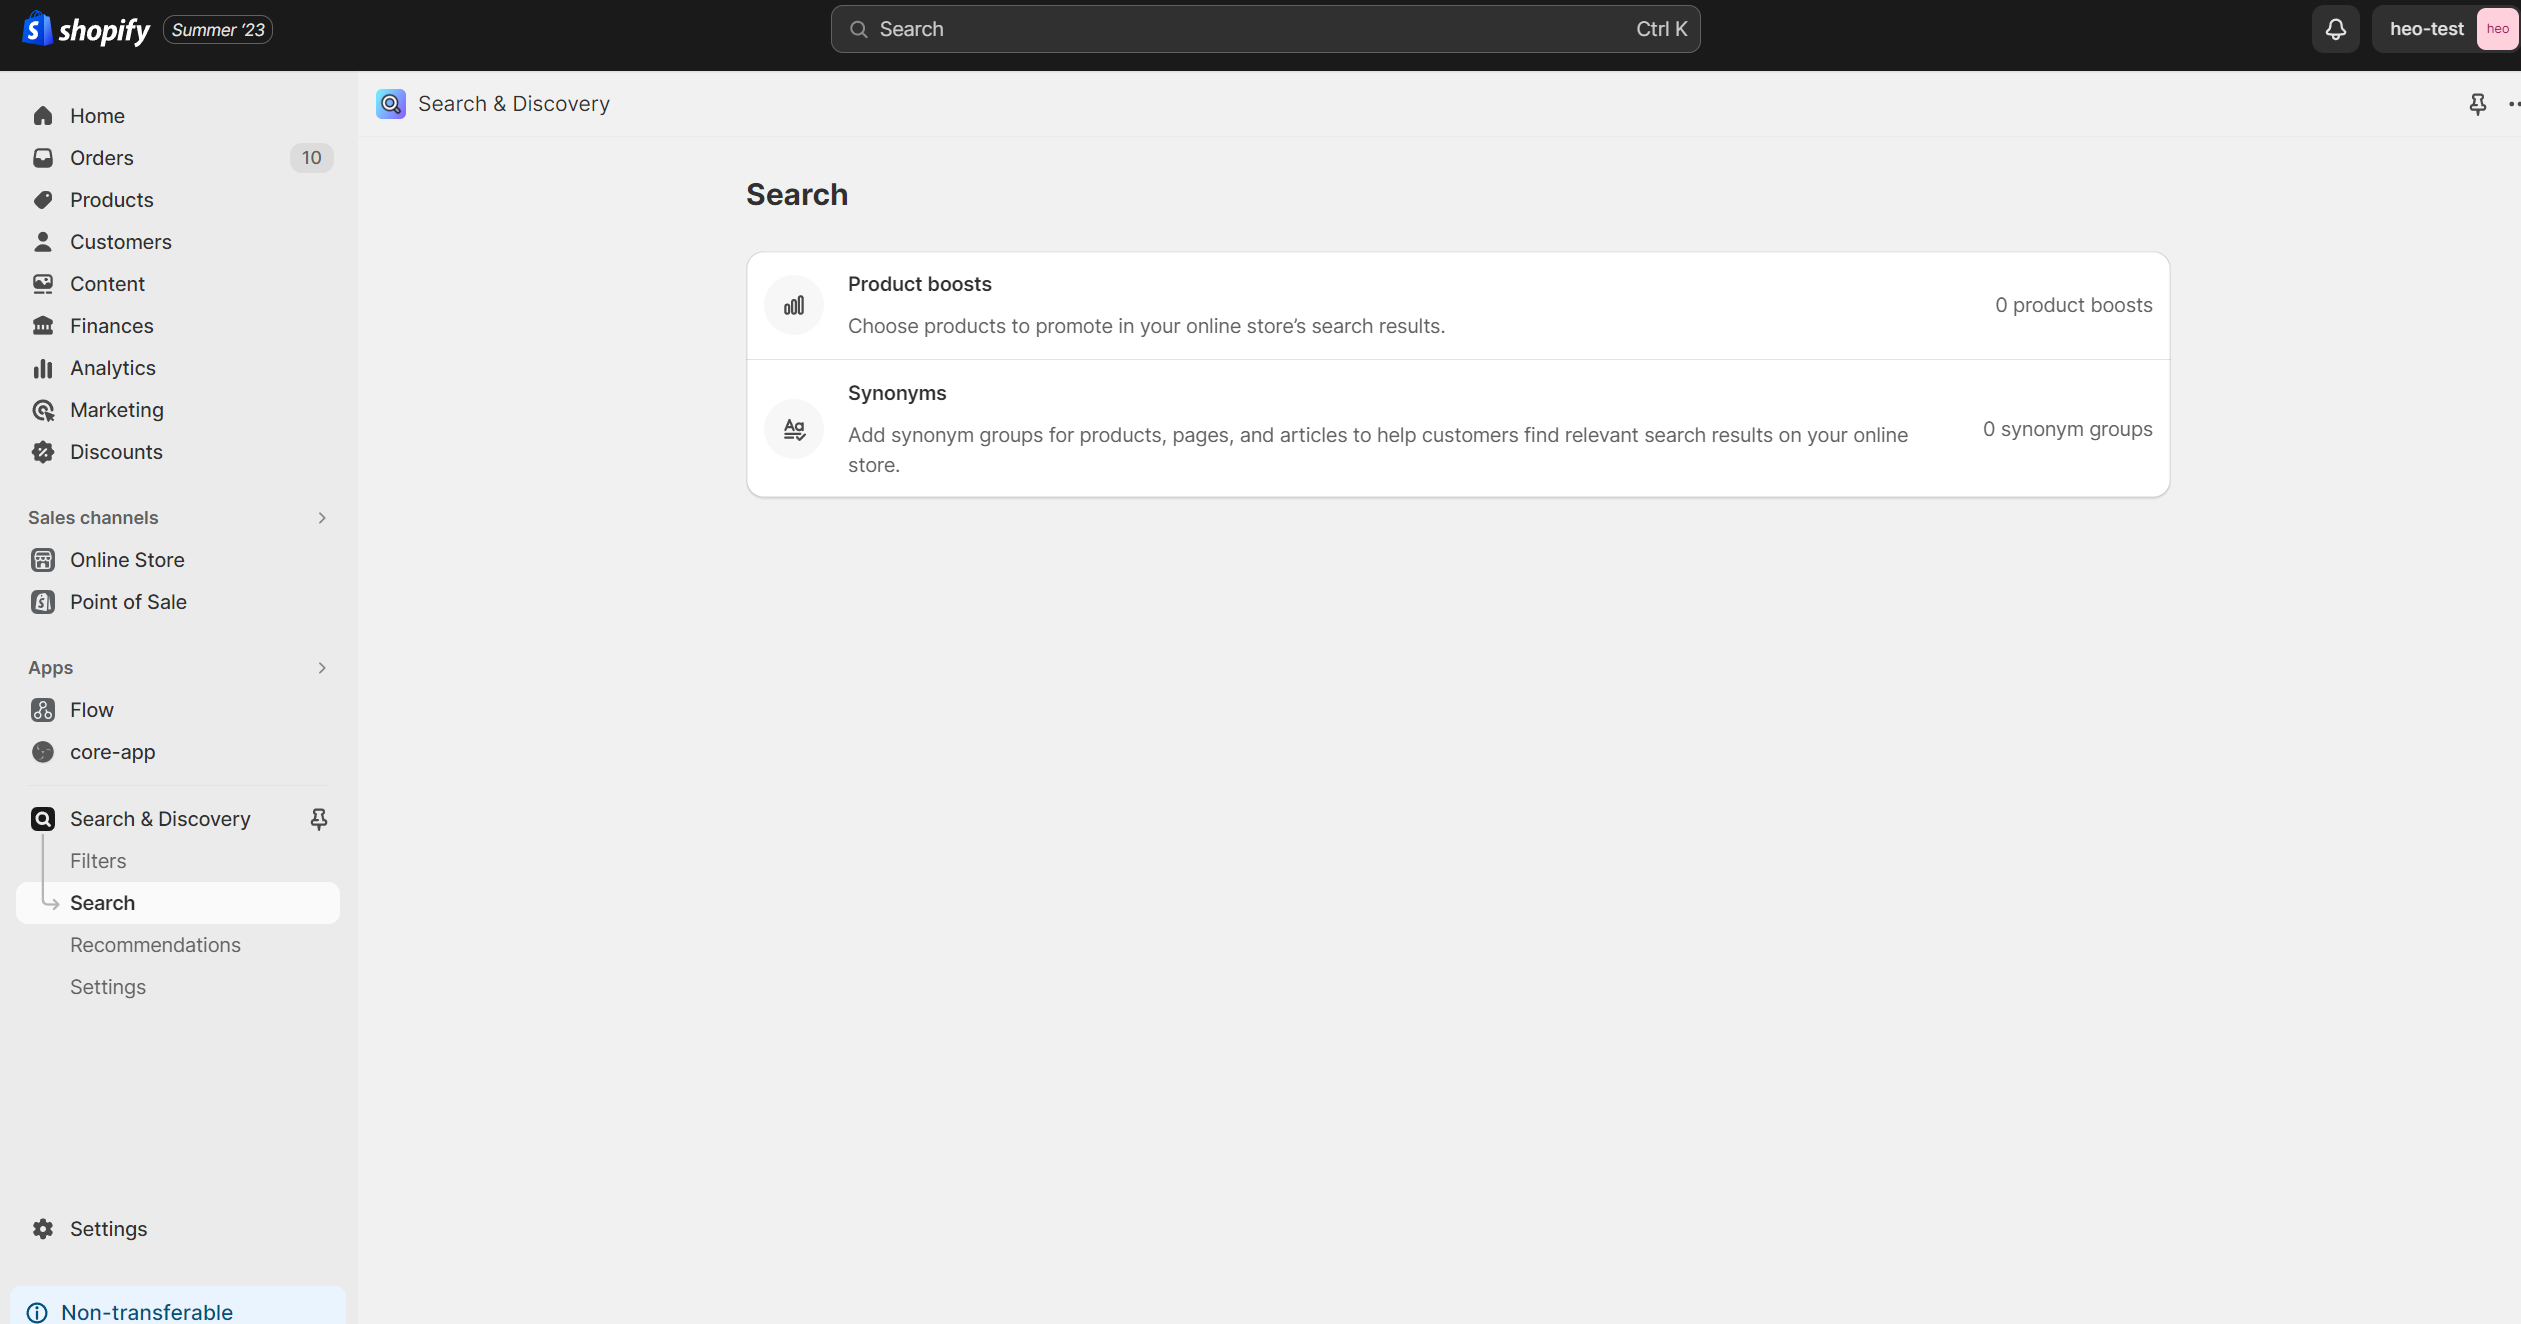 shopify Summer '23
Search Ctrl K
heo-test heo
Home
Orders 10
Products
Customers
Content
Finances
Analytics
Marketing
Discounts
Sales channels
Online Store
Point of Sale
Apps
Flow
core-app
Search & Discovery
Filters
Search
Recommendations
Settings
Settings
Non-transferable
Search & Discovery
Search
Product boosts
Choose products to promote in your online store’s search results.
0 product boosts
Synonyms
Add synonym groups for products, pages, and articles to help customers find relevant search results on your online
store.
0 synonym groups